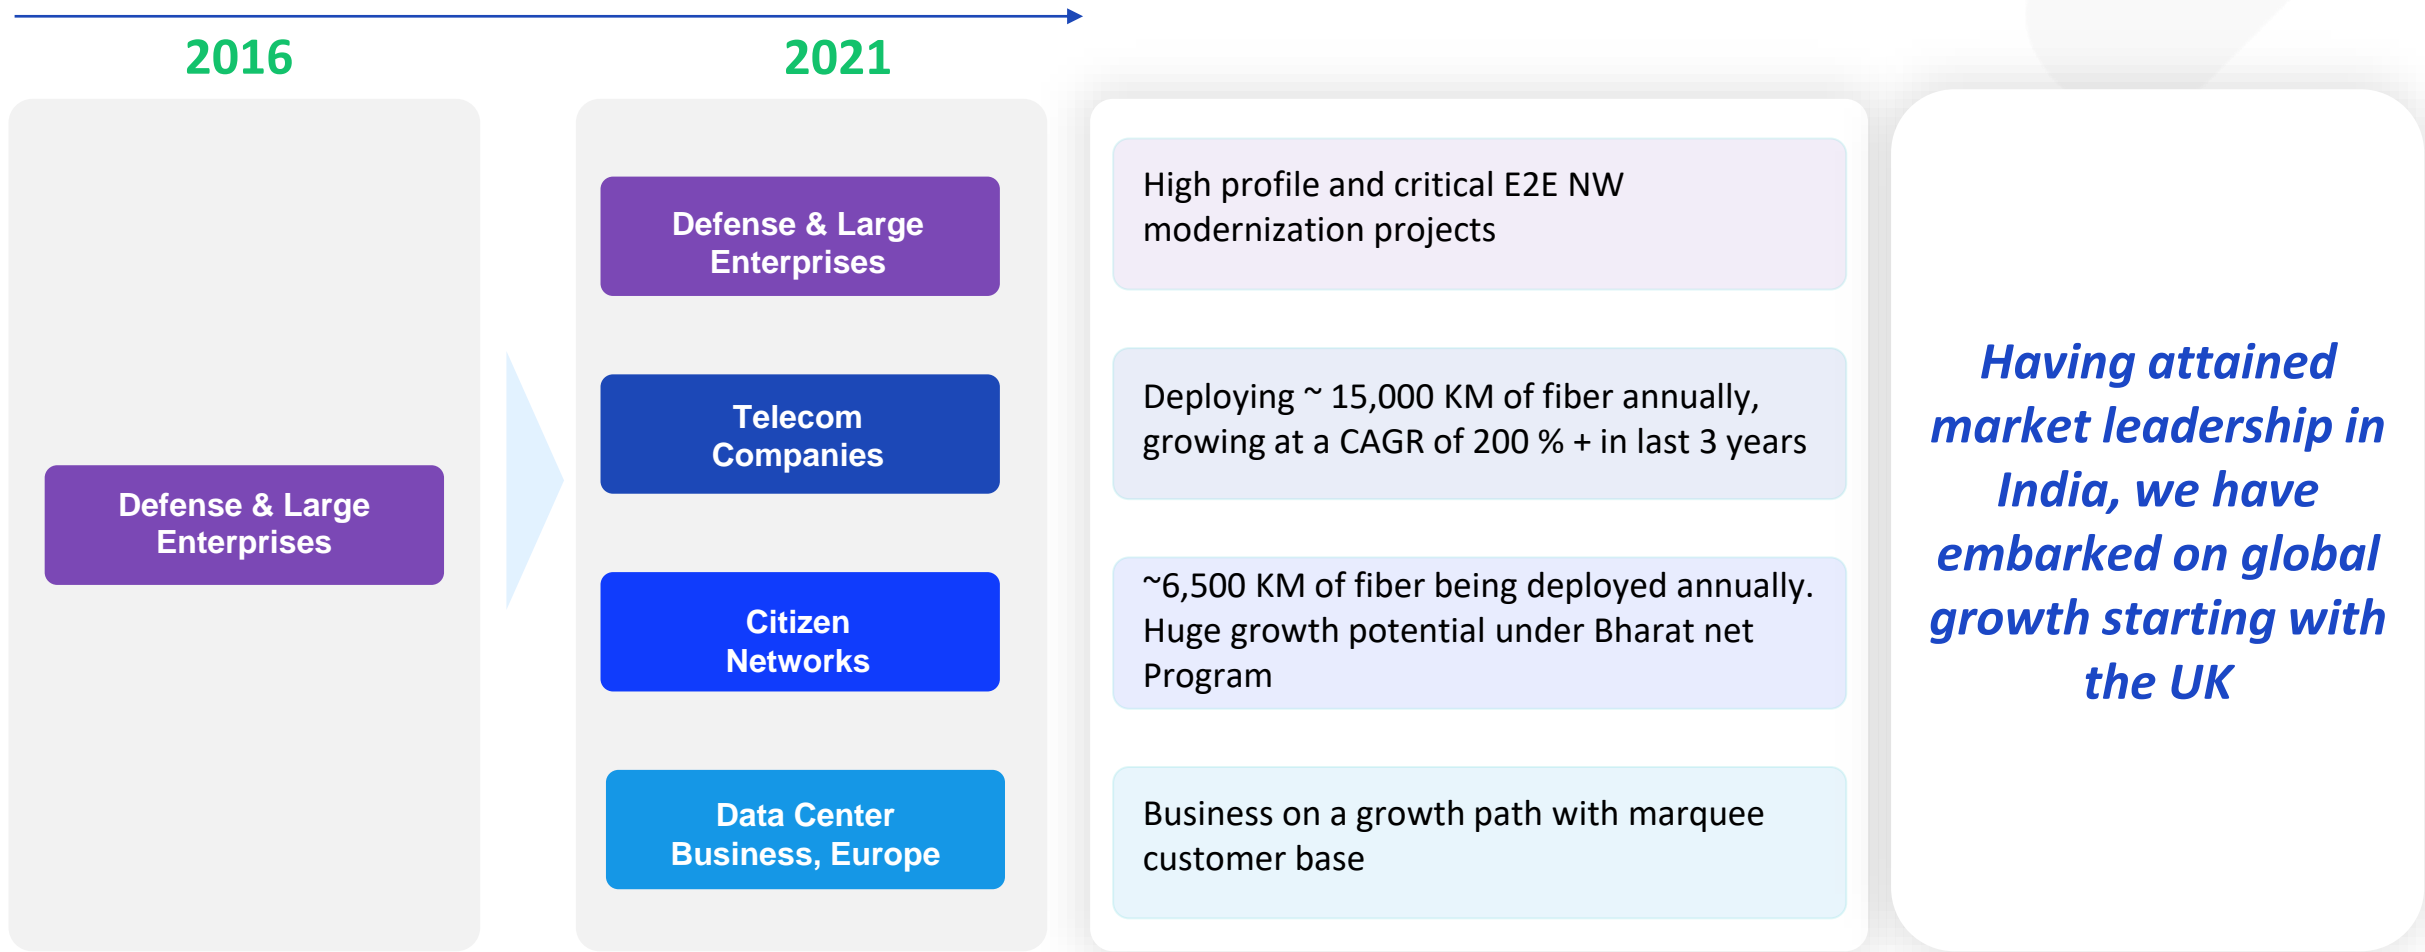 2016
2021
Defense & Large
Enterprises
Defense & Large
Enterprises
Telecom
Companies
Citizen
Networks
Data Center
Business, Europe
High profile and critical E2E NW
modernization projects
Deploying ~ 15,000 KM of fiber annually,
growing at a CAGR of 200 % + in last 3 years
~6,500 KM of fiber being deployed annually.
Huge growth potential under Bharat net
Program
Business on a growth path with marquee
customer base
Having attained
market leadership in
India, we have
embarked on global
growth starting with
the UK